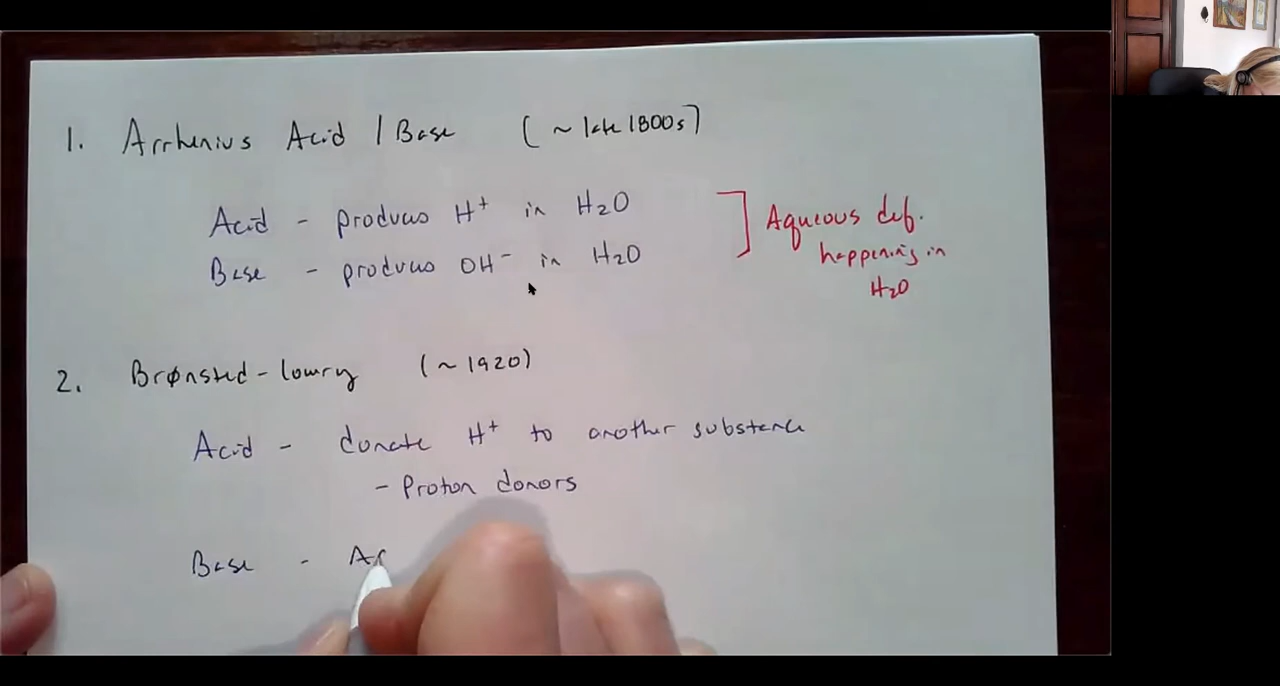 1. Arrhenius Acid / Base (~ late 1800s)
Acid - produces H⁺ in H₂O
Base - produces OH⁻ in H₂O
] Aqueous def.
happening in
H₂O
2. Brønsted-Lowry (~1920)
Acid - donate H⁺ to another substance
- Proton donors
Base - Ac